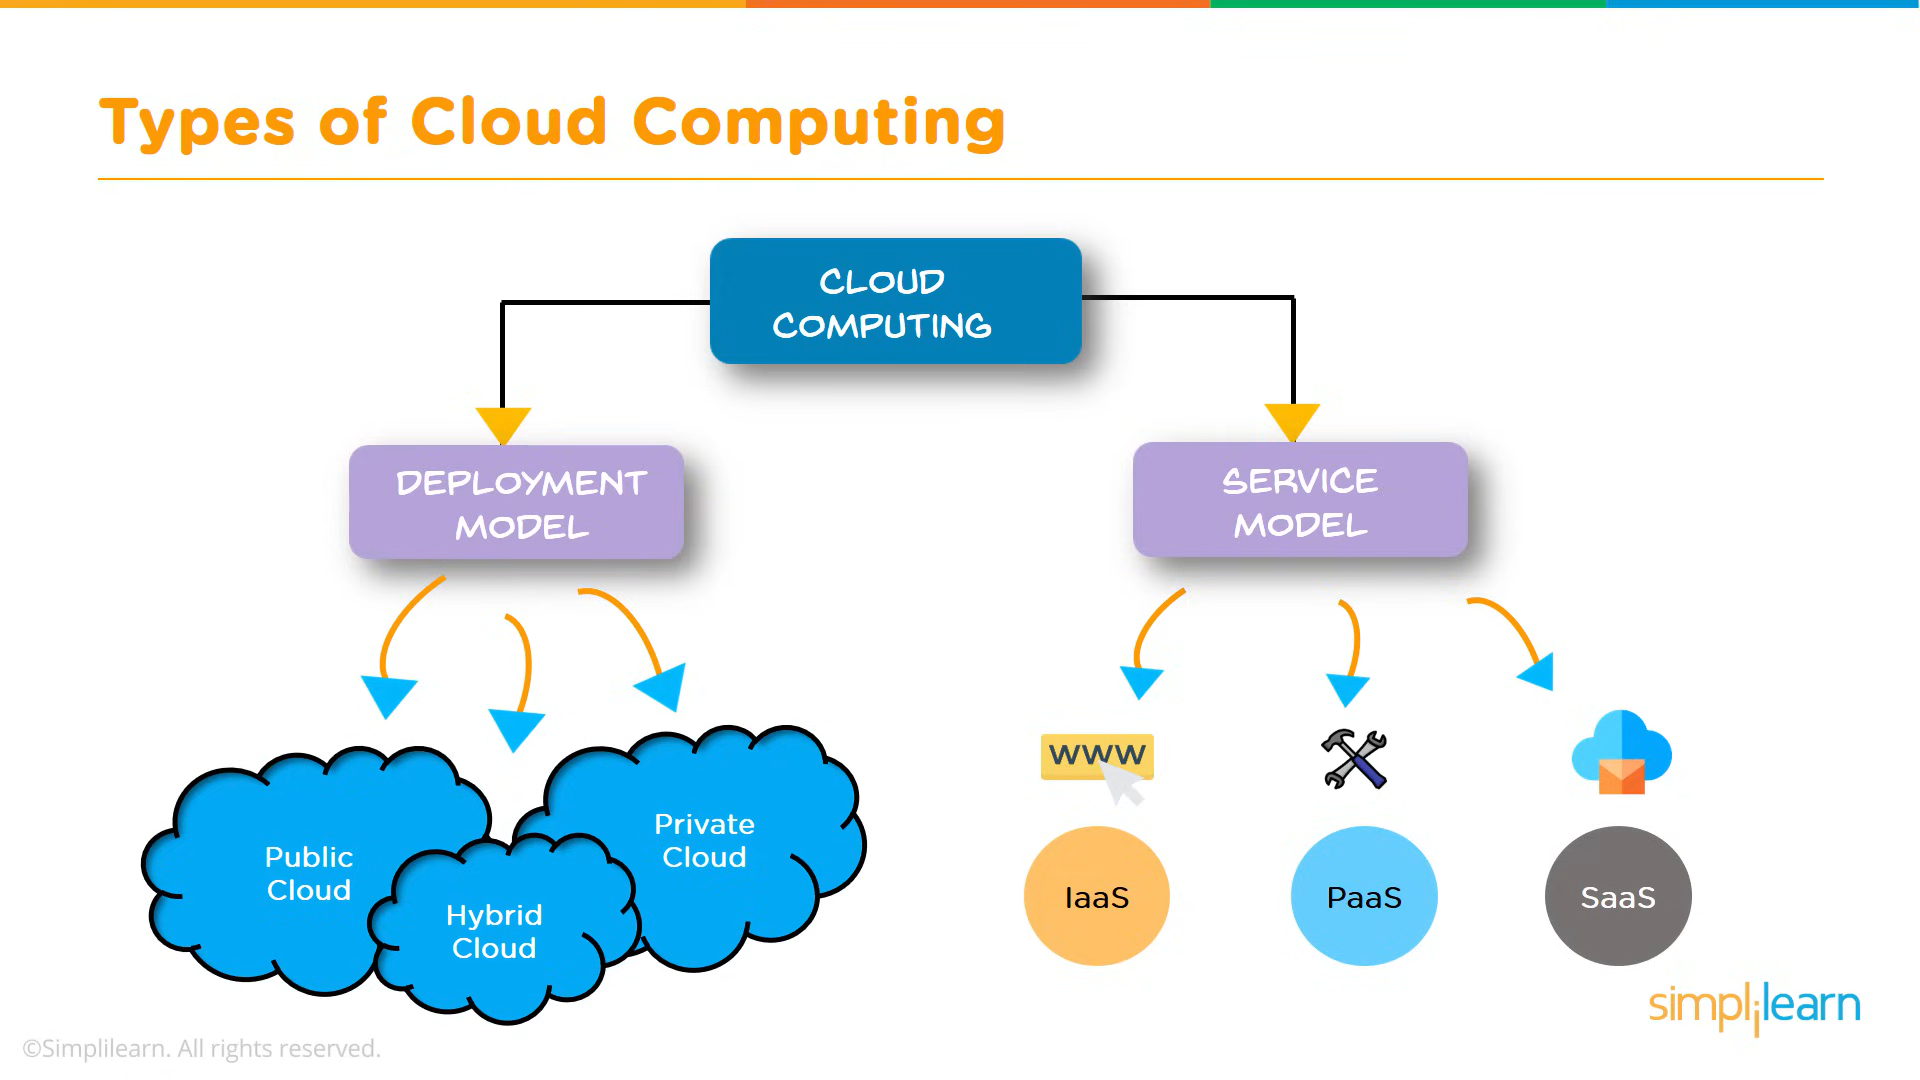 Types of Cloud Computing
CLOUD
COMPUTING
DEPLOYMENT
MODEL
SERVICE
MODEL
Public
Cloud
Hybrid
Cloud
Private
Cloud
WWW
IaaS
PaaS
SaaS
simplilearn
©Simplilearn. All rights reserved.